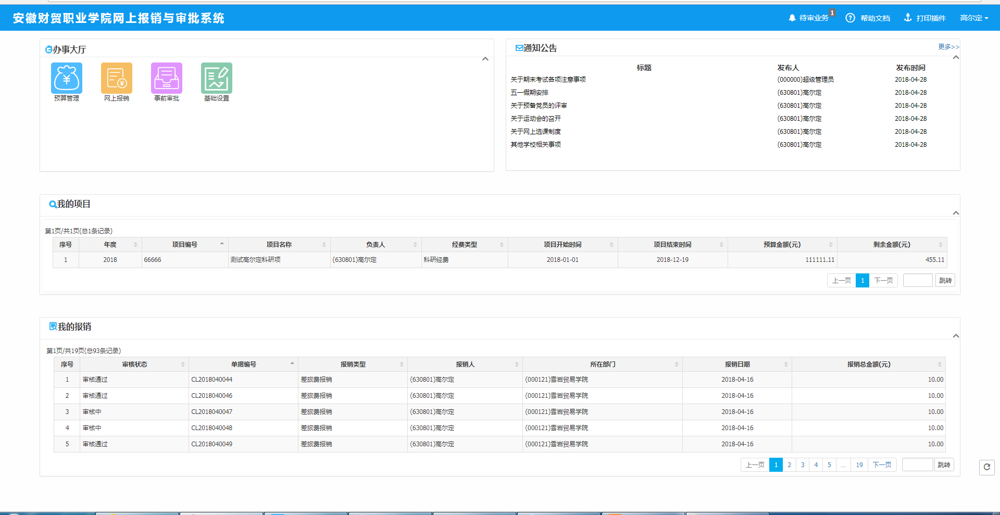 安徽财贸职业学院网上报销与审批系统
待审业务 1 帮助文档 打印插件 高尔定
办事大厅
预算管理 网上报销 事前审批 基础设置
通知公告 更多>>
标题 发布人 发布时间
关于期末考试各项注意事项 (000000)超级管理员 2018-04-28
五一假期安排 (630801)高尔定 2018-04-28
关于预备党员的评审 (630801)高尔定 2018-04-28
关于运动会的召开 (630801)高尔定 2018-04-28
关于网上选课制度 (630801)高尔定 2018-04-28
其他学校相关事项 (630801)高尔定 2018-04-28
我的项目
第1页/共1页(总1条记录)
序号 年度 项目编号 项目名称 负责人 经费类型 项目开始时间 项目结束时间 预算金额(元) 剩余金额(元)
1 2018 66666 测试高尔定科研项 (630801)高尔定 科研经费 2018-01-01 2018-12-19 111111.11 455.11
上一页 1 下一页 跳转
我的报销
第1页/共19页(总93条记录)
序号 审核状态 单据编号 报销类型 报销人 所在部门 报销日期 报销总金额(元)
1 审核通过 CL2018040044 差旅费报销 (630801)高尔定 (000121)雪岩贸易学院 2018-04-16 10.00
2 审核通过 CL2018040046 差旅费报销 (630801)高尔定 (000121)雪岩贸易学院 2018-04-16 10.00
3 审核中 CL2018040047 差旅费报销 (630801)高尔定 (000121)雪岩贸易学院 2018-04-16 10.00
4 审核中 CL2018040048 差旅费报销 (630801)高尔定 (000121)雪岩贸易学院 2018-04-16 10.00
5 审核通过 CL2018040049 差旅费报销 (630801)高尔定 (000121)雪岩贸易学院 2018-04-16 10.00
上一页 1 2 3 4 5 ... 19 下一页 跳转